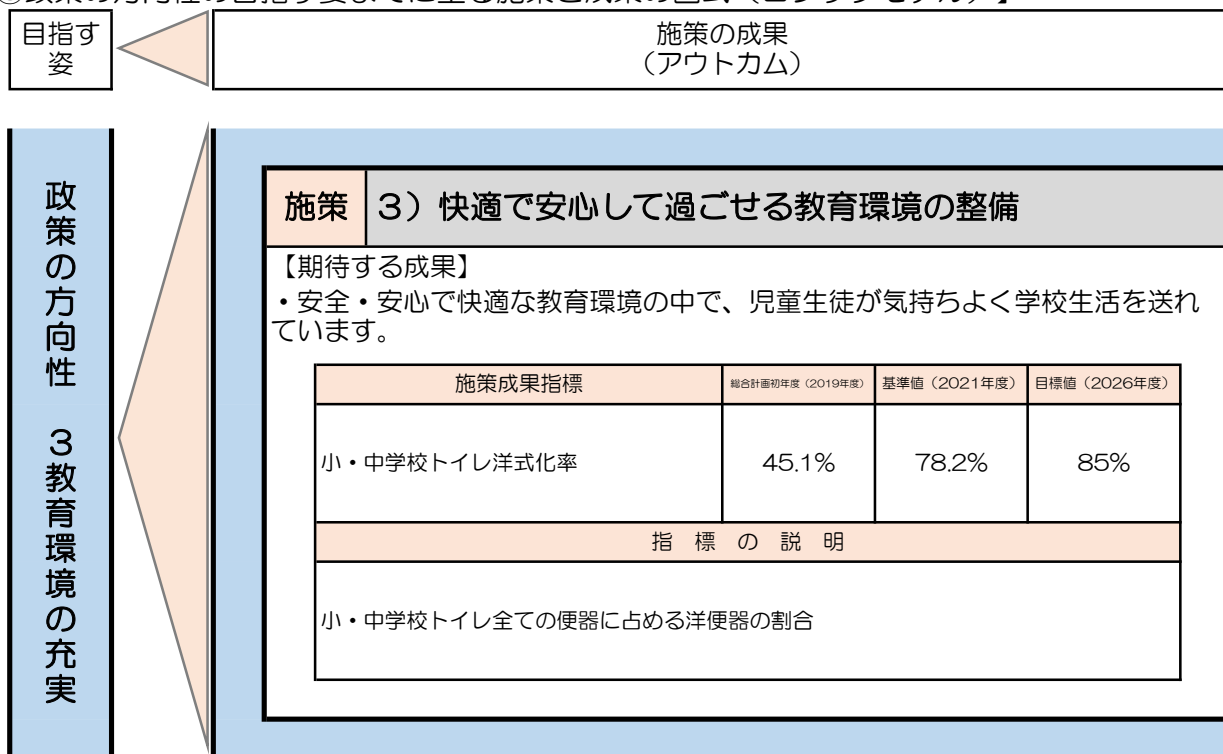 目指す
姿
施策の成果
（アウトカム）
政策の方向性　３教育環境の充実
施策
３）快適で安心して過ごせる教育環境の整備
【期待する成果】
・安全・安心で快適な教育環境の中で、児童生徒が気持ちよく学校生活を送れ
ています。
施策成果指標
総合計画初年度（2019年度）
基準値（2021年度）
目標値（2026年度）
小・中学校トイレ洋式化率
45.1%
78.2%
85%
指　標　の　説　明
小・中学校トイレ全ての便器に占める洋便器の割合